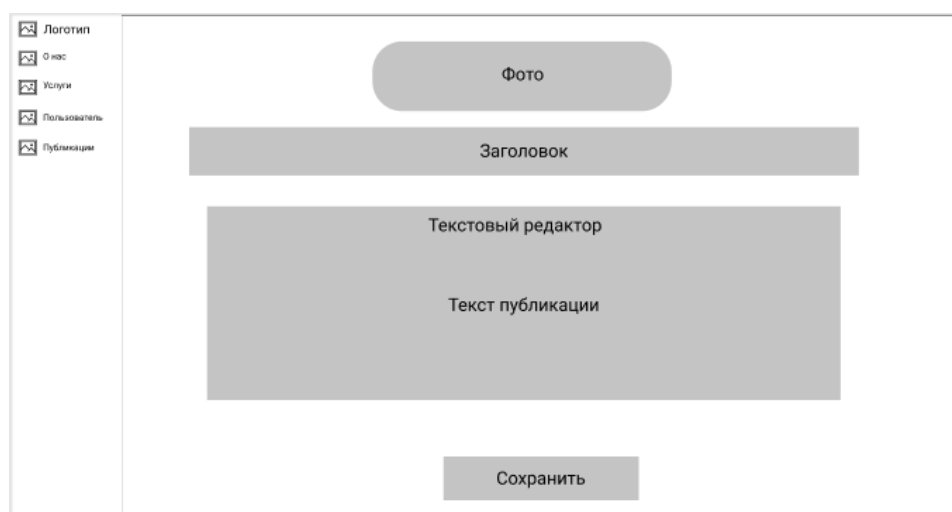 Логотип
О нас
Услуги
Пользователь
Публикации
Фото
Заголовок
Текстовый редактор
Текст публикации
Сохранить